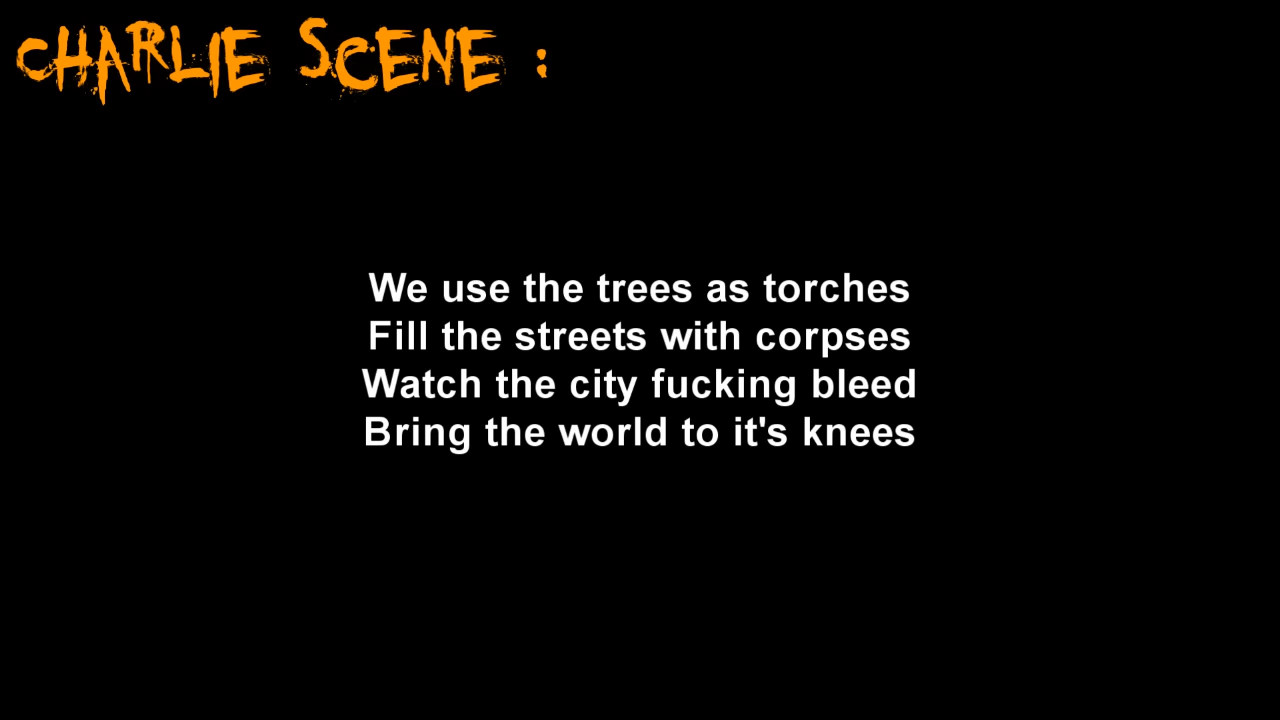 CHARLIE SCENE :
We use the trees as torches
Fill the streets with corpses
Watch the city fucking bleed
Bring the world to it's knees